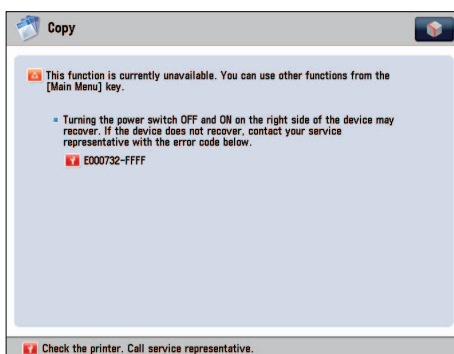 Copy
This function is currently unavailable. You can use other functions from the
[Main Menu] key.
Turning the power switch OFF and ON on the right side of the device may
recover. If the device does not recover, contact your service
representative with the error code below.
E000732-FFFF
Check the printer. Call service representative.